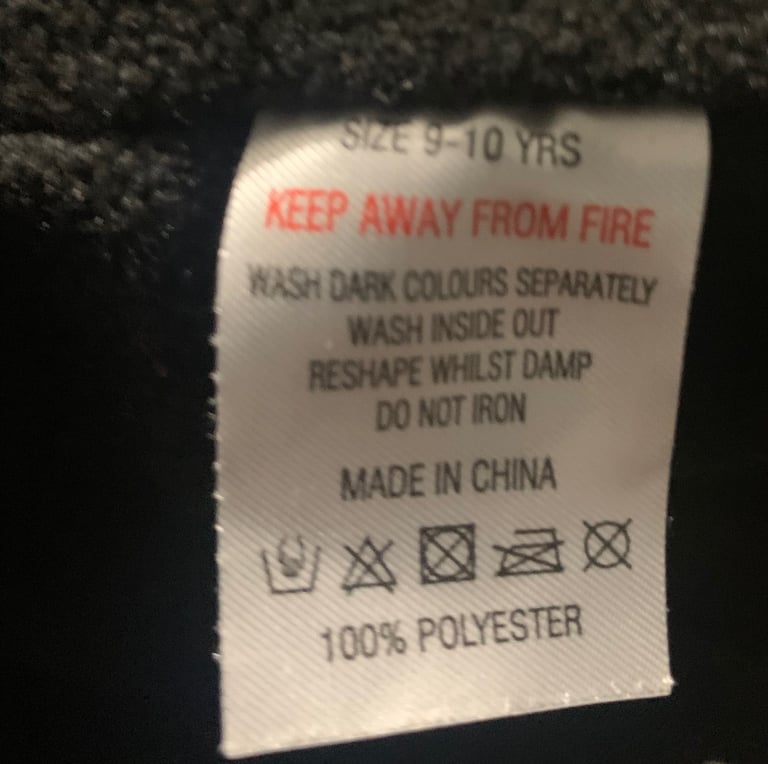 SIZE 9-10 YRS
KEEP AWAY FROM FIRE
WASH DARK COLOURS SEPARATELY
WASH INSIDE OUT
RESHAPE WHILST DAMP
DO NOT IRON
MADE IN CHINA
100% POLYESTER